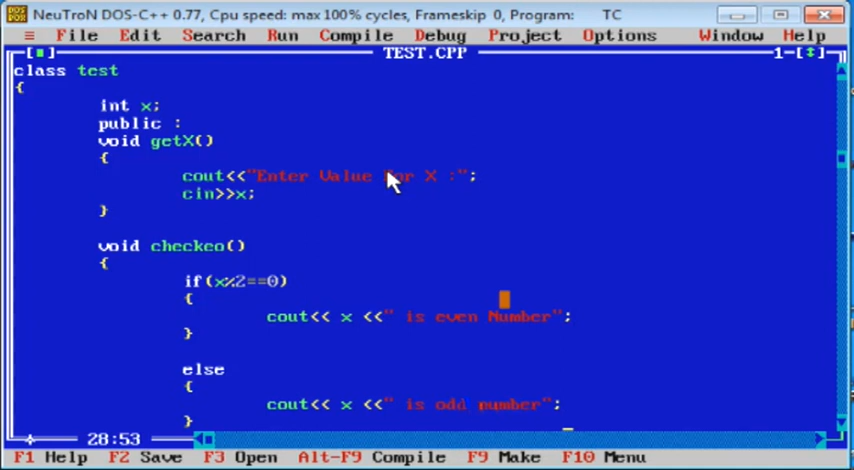 NeuTroN DOS-C++ 0.77, Cpu speed: max 100% cycles, Frameskip 0, Program: TC
≡ File Edit Search Run Compile Debug Project Options Window Help
[■] TEST.CPP 1=[↕]
class test
{
int x;
public :
void getX()
{
cout<<"Enter Value For X :";
cin>>x;
}
void checkeo()
{
if(x%2==0)
{
cout<< x <<" is even Number";
}
else
{
cout<< x <<" is odd number";
}
28:53
F1 Help F2 Save F3 Open Alt-F9 Compile F9 Make F10 Menu